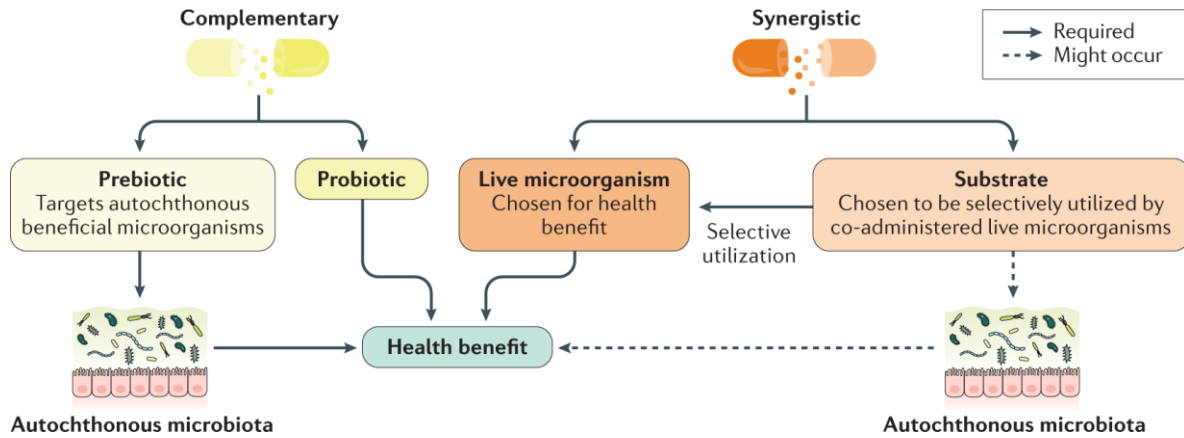 Complementary
Synergistic
Required
Might occur
Prebiotic
Targets autochthonous
beneficial microorganisms
Probiotic
Live microorganism
Chosen for health
benefit
Substrate
Chosen to be selectively utilized by
co-administered live microorganisms
Selective
utilization
Health benefit
Autochthonous microbiota
Autochthonous microbiota